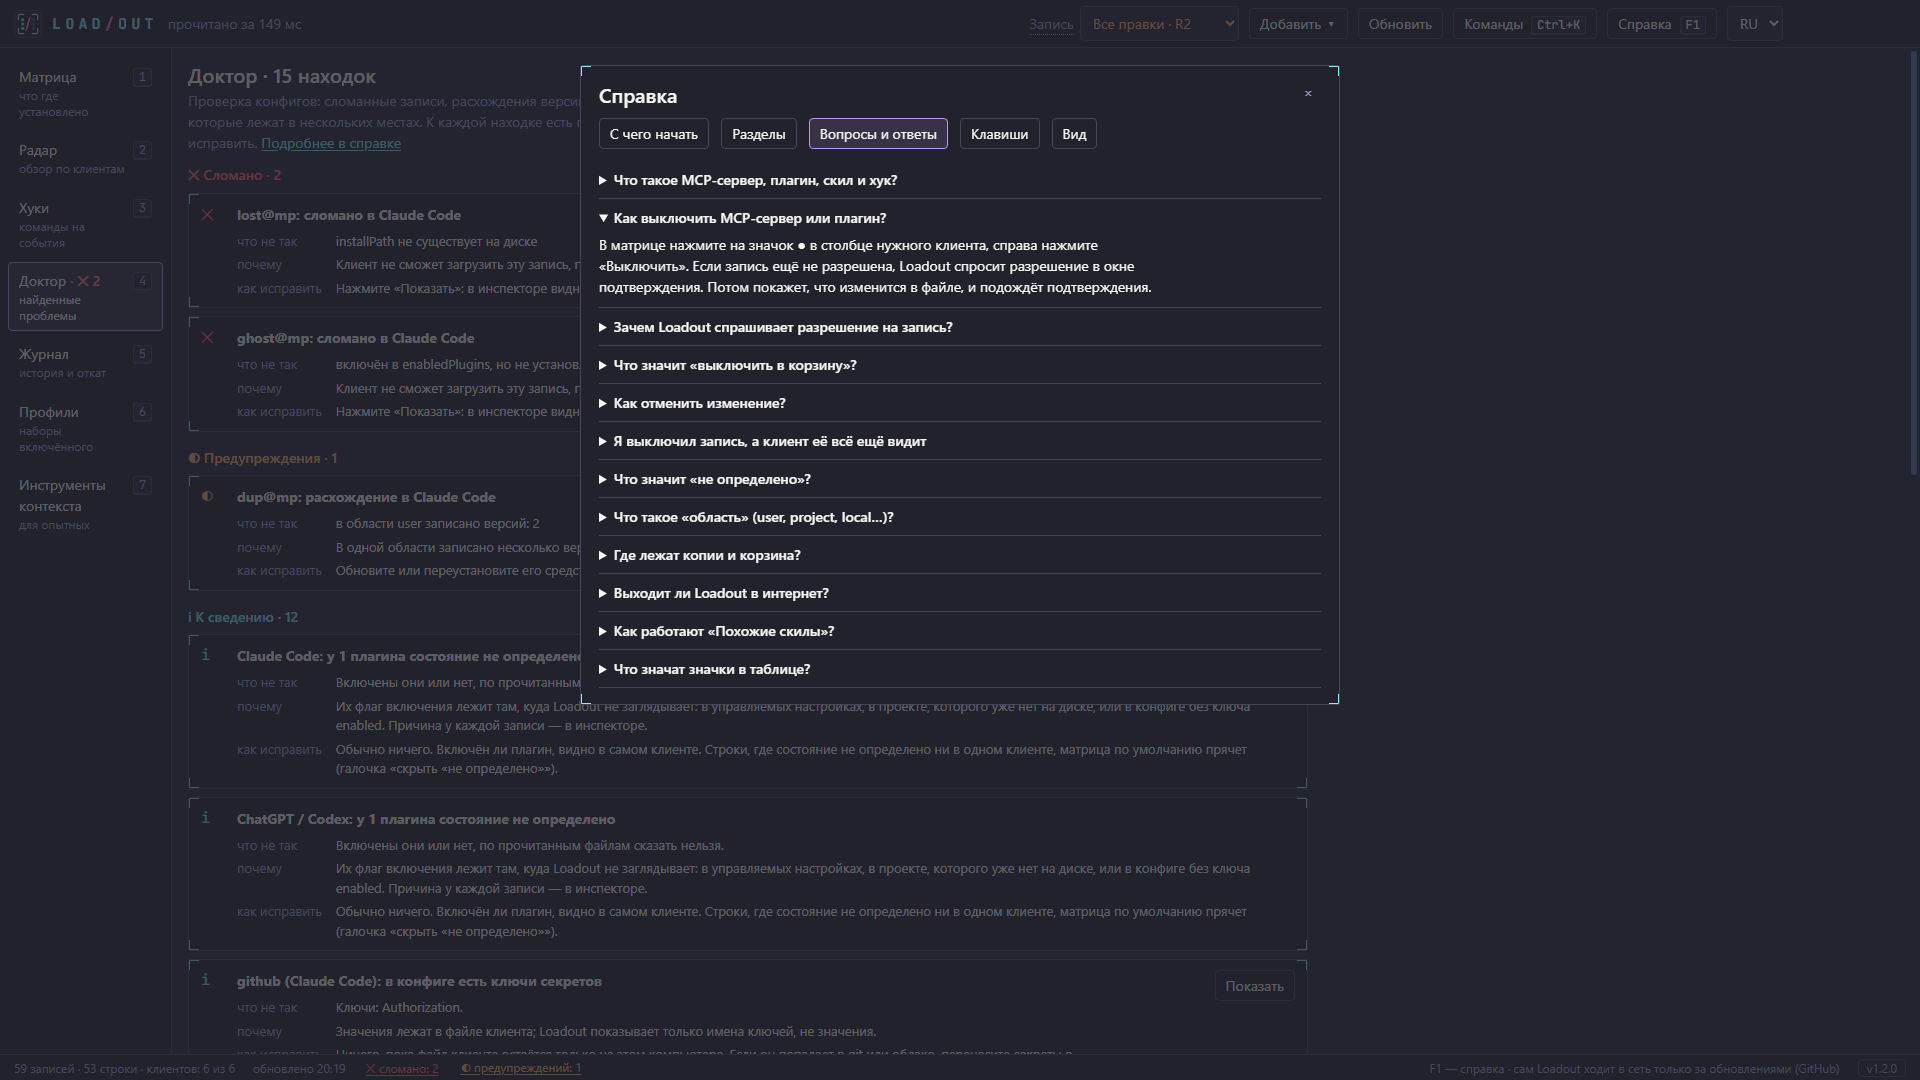 LOAD/OUT прочитано за 149 мс
Запись Все правки · R2 Добавить ▾ Обновить Команды Ctrl+K Справка F1 RU
Матрица 1
что где
установлено
Радар 2
обзор по клиентам
Хуки 3
команды на
события
Доктор · ✕ 2 4
найденные
проблемы
Журнал 5
история и откат
Профили 6
наборы
включённого
Инструменты 7
контекста
для опытных
Доктор · 15 находок
Проверка конфигов: сломанные записи, расхождения верси
которые лежат в нескольких местах. К каждой находке есть
исправить. Подробнее в справке
✕ Сломано · 2
lost@mp: сломано в Claude Code
что не так installPath не существует на диске
почему Клиент не сможет загрузить эту запись,
как исправить Нажмите «Показать»: в инспекторе видн
ghost@mp: сломано в Claude Code
что не так включён в enabledPlugins, но не установ
почему Клиент не сможет загрузить эту запись,
как исправить Нажмите «Показать»: в инспекторе видн
◐ Предупреждения · 1
dup@mp: расхождение в Claude Code
что не так в области user записано версий: 2
почему В одной области записано несколько вер
как исправить Обновите или переустановите его средс
i К сведению · 12
i Claude Code: у 1 плагина состояние не определено
что не так Включены они или нет, по прочитанным
почему Их флаг включения лежит там, куда Loadout не заглядывает: в управляемых настройках, в проекте, которого уже нет на диске, или в конфиге без ключа
enabled. Причина у каждой записи — в инспекторе.
как исправить Обычно ничего. Включён ли плагин, видно в самом клиенте. Строки, где состояние не определено ни в одном клиенте, матрица по умолчанию прячет
(галочка «скрыть «не определено»»).
i ChatGPT / Codex: у 1 плагина состояние не определено
что не так Включены они или нет, по прочитанным файлам сказать нельзя.
почему Их флаг включения лежит там, куда Loadout не заглядывает: в управляемых настройках, в проекте, которого уже нет на диске, или в конфиге без ключа
enabled. Причина у каждой записи — в инспекторе.
как исправить Обычно ничего. Включён ли плагин, видно в самом клиенте. Строки, где состояние не определено ни в одном клиенте, матрица по умолчанию прячет
(галочка «скрыть «не определено»»).
i github (Claude Code): в конфиге есть ключи секретов Показать
что не так Ключи: Authorization.
почему Значения лежат в файле клиента; Loadout показывает только имена ключей, не значения.
Справка ×
С чего начать Разделы Вопросы и ответы Клавиши Вид
▶ Что такое MCP-сервер, плагин, скил и хук?
▼ Как выключить MCP-сервер или плагин?
В матрице нажмите на значок ● в столбце нужного клиента, справа нажмите
«Выключить». Если запись ещё не разрешена, Loadout спросит разрешение в окне
подтверждения. Потом покажет, что изменится в файле, и подождёт подтверждения.
▶ Зачем Loadout спрашивает разрешение на запись?
▶ Что значит «выключить в корзину»?
▶ Как отменить изменение?
▶ Я выключил запись, а клиент её всё ещё видит
▶ Что значит «не определено»?
▶ Что такое «область» (user, project, local...)?
▶ Где лежат копии и корзина?
▶ Выходит ли Loadout в интернет?
▶ Как работают «Похожие скилы»?
▶ Что значат значки в таблице?
59 записей · 53 строки · клиентов: 6 из 6 обновлено 20:19 ✕ сломано: 2 ◐ предупреждений: 1
F1 — справка · сам Loadout ходит в сеть только за обновлениями (GitHub) v1.2.0